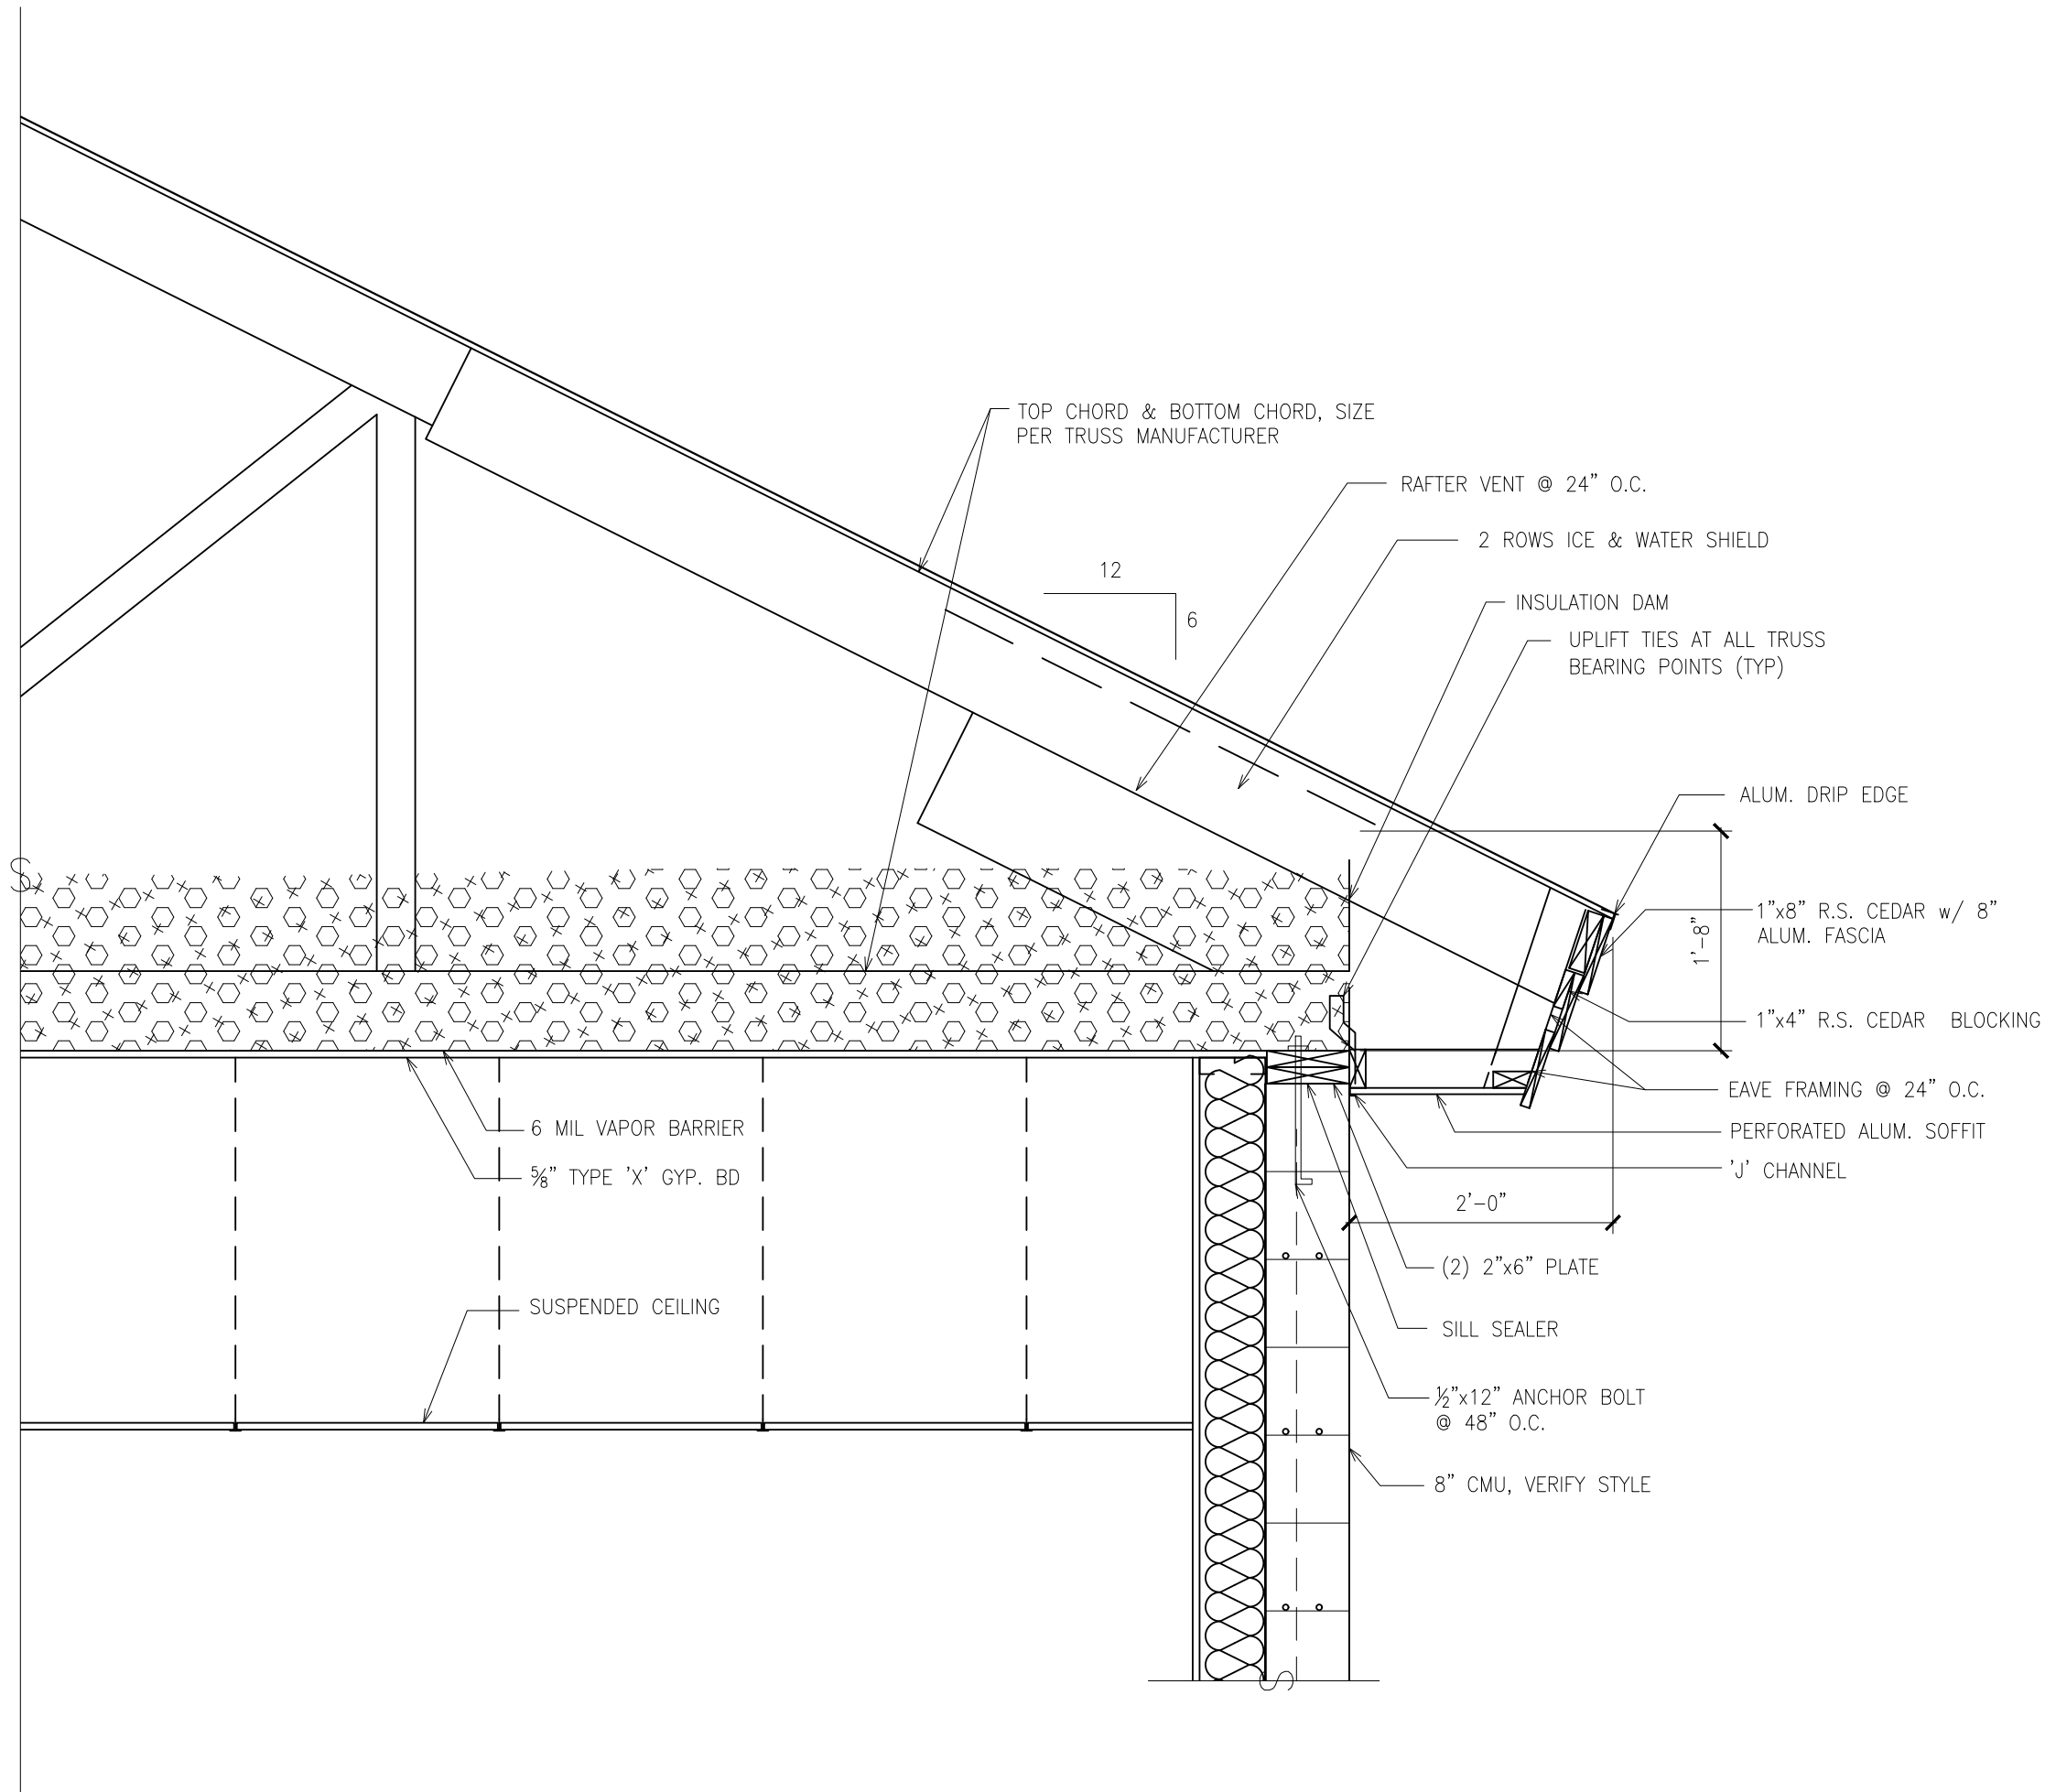 TOP CHORD & BOTTOM CHORD, SIZE
PER TRUSS MANUFACTURER
RAFTER VENT @ 24" O.C.
2 ROWS ICE & WATER SHIELD
12
6
INSULATION DAM
UPLIFT TIES AT ALL TRUSS
BEARING POINTS (TYP)
ALUM. DRIP EDGE
1"x8" R.S. CEDAR w/ 8"
ALUM. FASCIA
1'-8"
1"x4" R.S. CEDAR BLOCKING
EAVE FRAMING @ 24" O.C.
PERFORATED ALUM. SOFFIT
'J' CHANNEL
2'-0"
6 MIL VAPOR BARRIER
⅝" TYPE 'X' GYP. BD
(2) 2"x6" PLATE
SUSPENDED CEILING
SILL SEALER
½"x12" ANCHOR BOLT
@ 48" O.C.
8" CMU, VERIFY STYLE